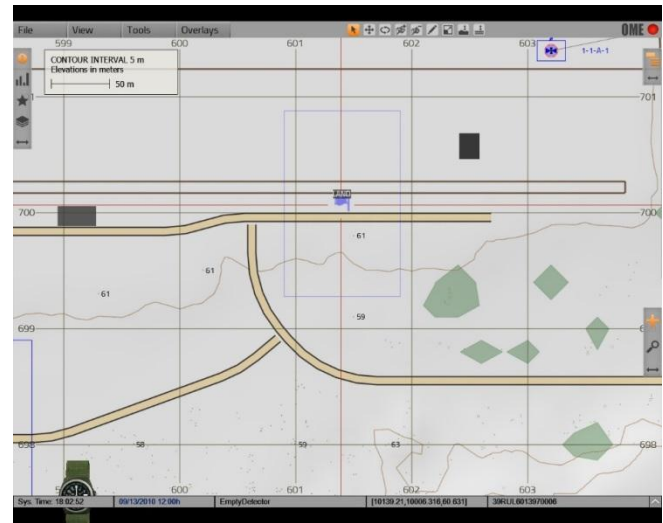 File View Tools Overlays OME
599 600 601 602 603
1-1-A-1
CONTOUR INTERVAL 5 m
Elevations in meters
50 m
701
700 700
61
61
61
59
699
698 698
58 59 63
600 601 602 603
Sys. Time: 18:02:52 09/13/2010 12:00h EmptyDetector [10139.21,10006.316,60.631] 39RUL6013970006